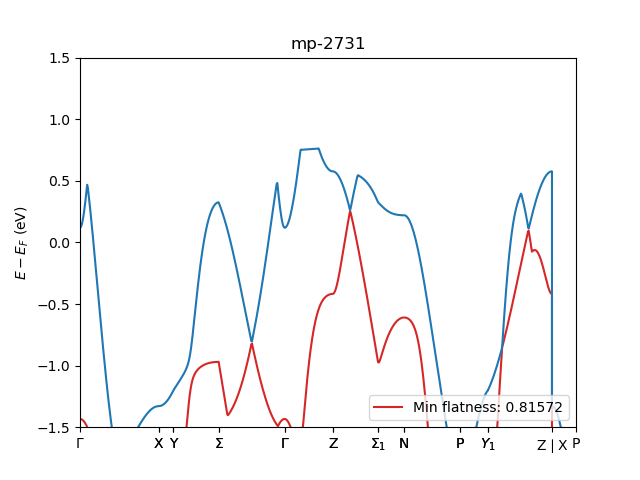 mp-2731
E − E_F (eV)
1.5
1.0
0.5
0.0
−0.5
−1.0
−1.5
Min flatness: 0.81572
Γ X Y Σ Γ Z Σ₁ N P Y₁ Z | X P